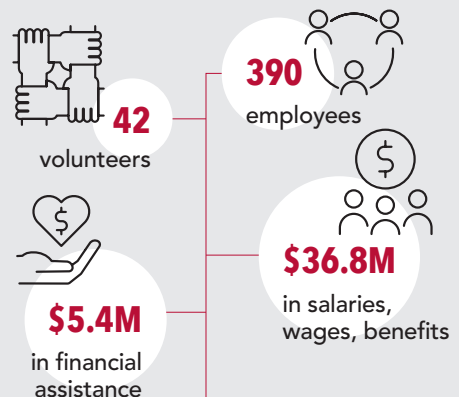 390
employees
42
volunteers
$
$36.8M
in salaries,
wages, benefits
$
$5.4M
in financial
assistance